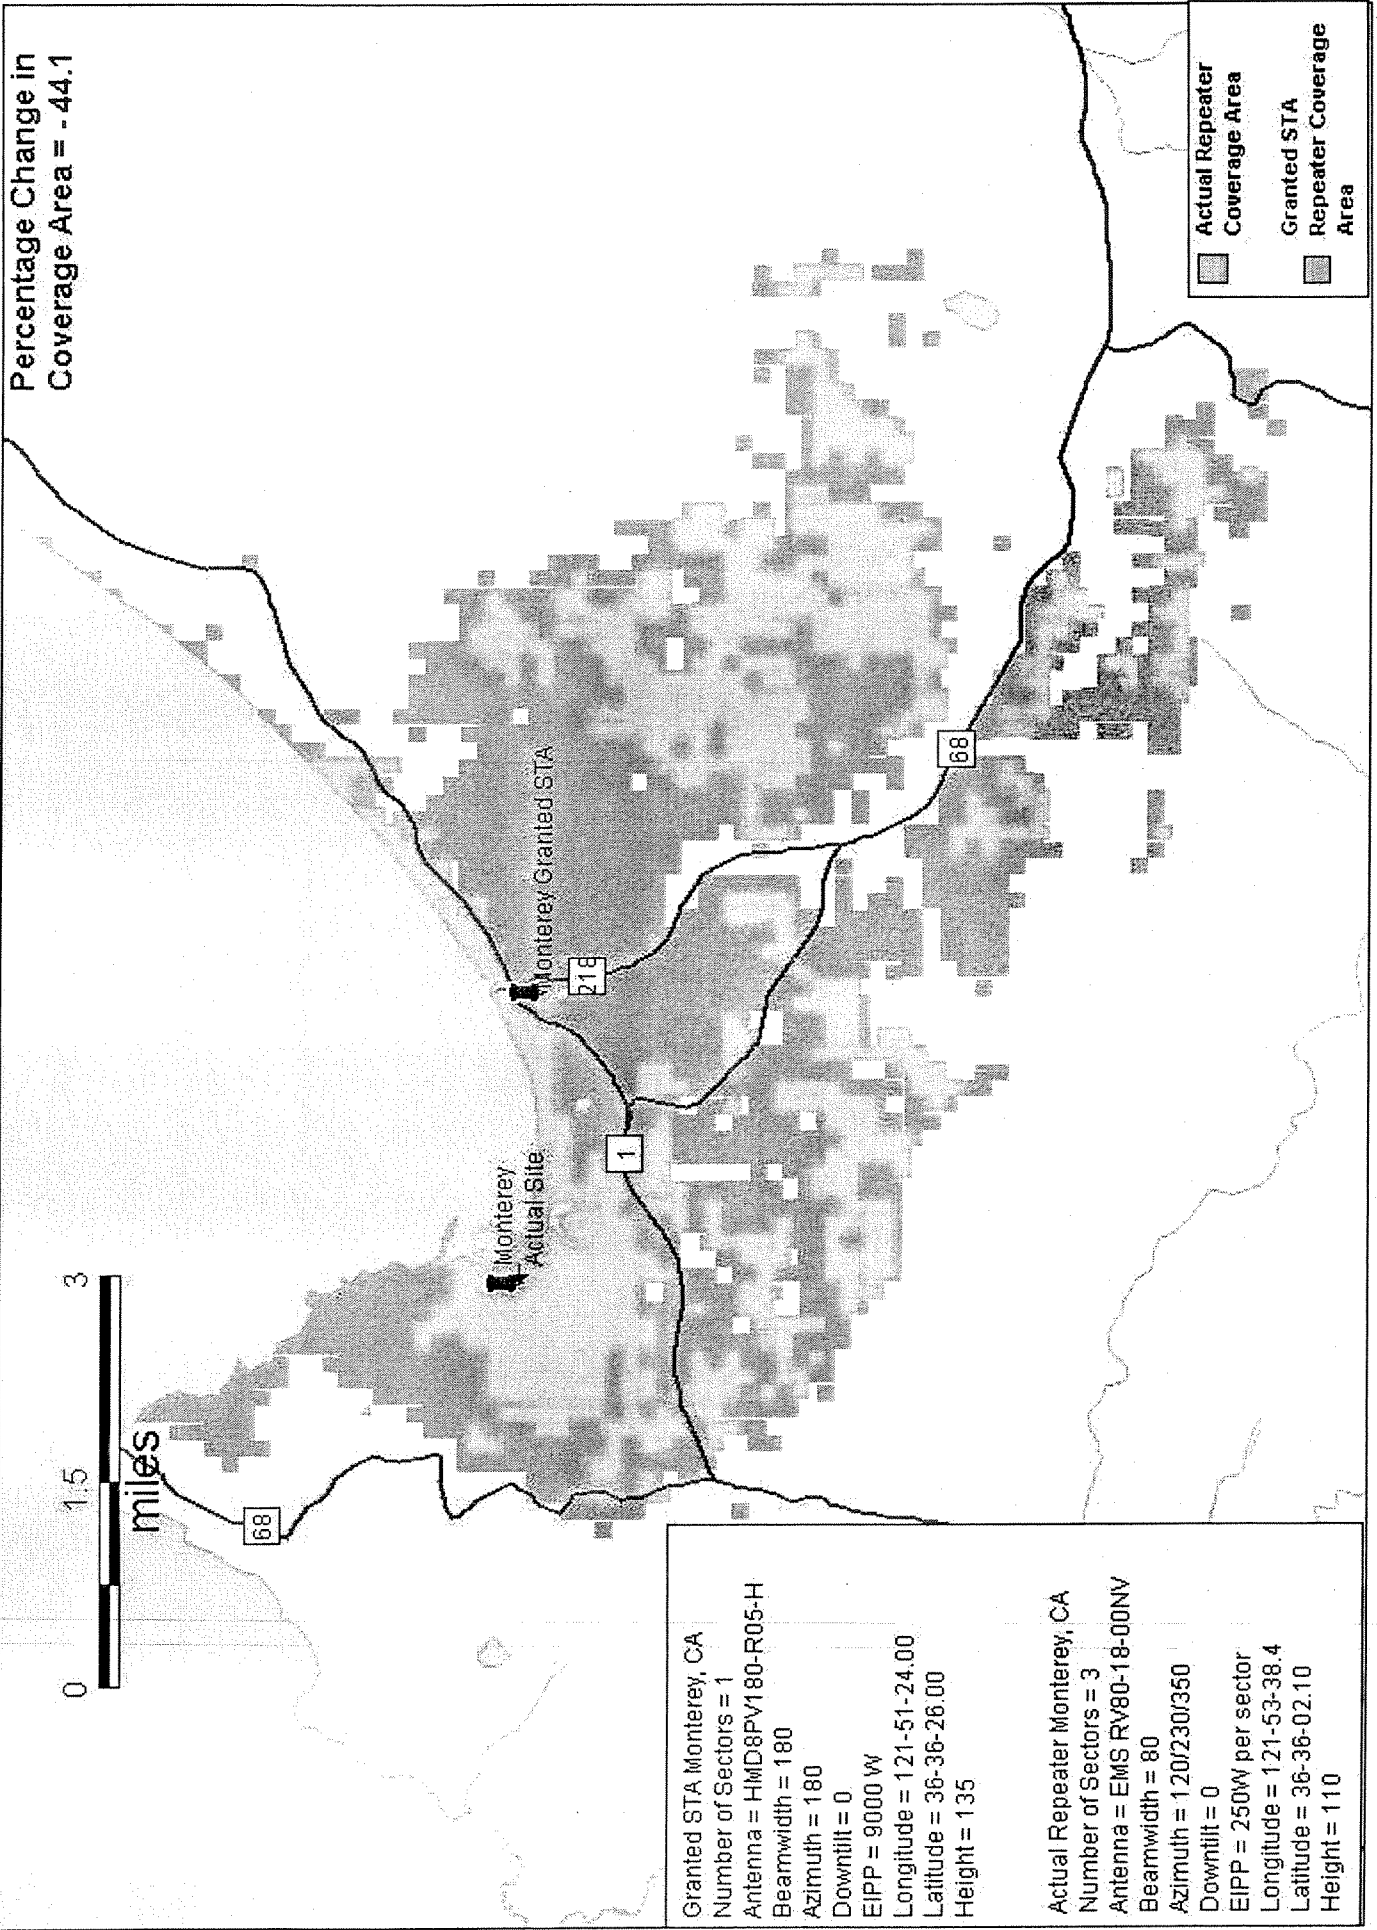 Percentage Change in
Coverage Area = -44.1
0 1.5 3
miles
68
Monterey
Actual Site
1
Monterey Granted STA
218
68
Granted STA Monterey, CA
Number of Sectors = 1
Antenna = HMD8PV180-R05-H
Beamwidth = 180
Azimuth = 180
Downtilt = 0
EIPP = 9000 W
Longitude = 121-51-24.00
Latitude = 36-36-26.00
Height = 135
Actual Repeater Monterey, CA
Number of Sectors = 3
Antenna = EMS RV80-18-00NV
Beamwidth = 80
Azimuth = 120/230/350
Downtilt = 0
EIPP = 250W per sector
Longitude = 121-53-38.4
Latitude = 36-36-02.10
Height = 110
Actual Repeater
Coverage Area
Granted STA
Repeater Coverage
Area